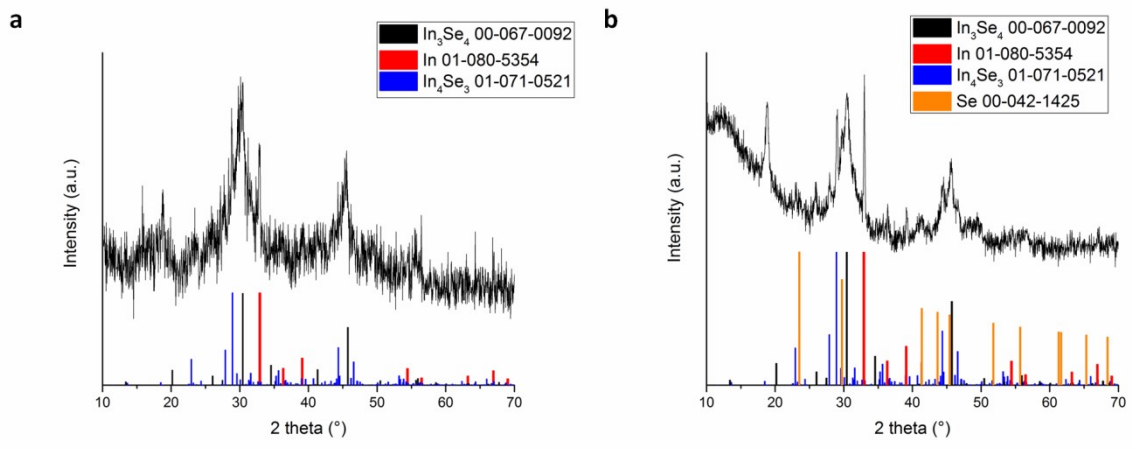 a
In₃Se₄ 00-067-0092
In 01-080-5354
In₄Se₃ 01-071-0521
Intensity (a.u.)
10 20 30 40 50 60 70
2 theta (°)
b
In₃Se₄ 00-067-0092
In 01-080-5354
In₄Se₃ 01-071-0521
Se 00-042-1425
Intensity (a.u.)
10 20 30 40 50 60 70
2 theta (°)